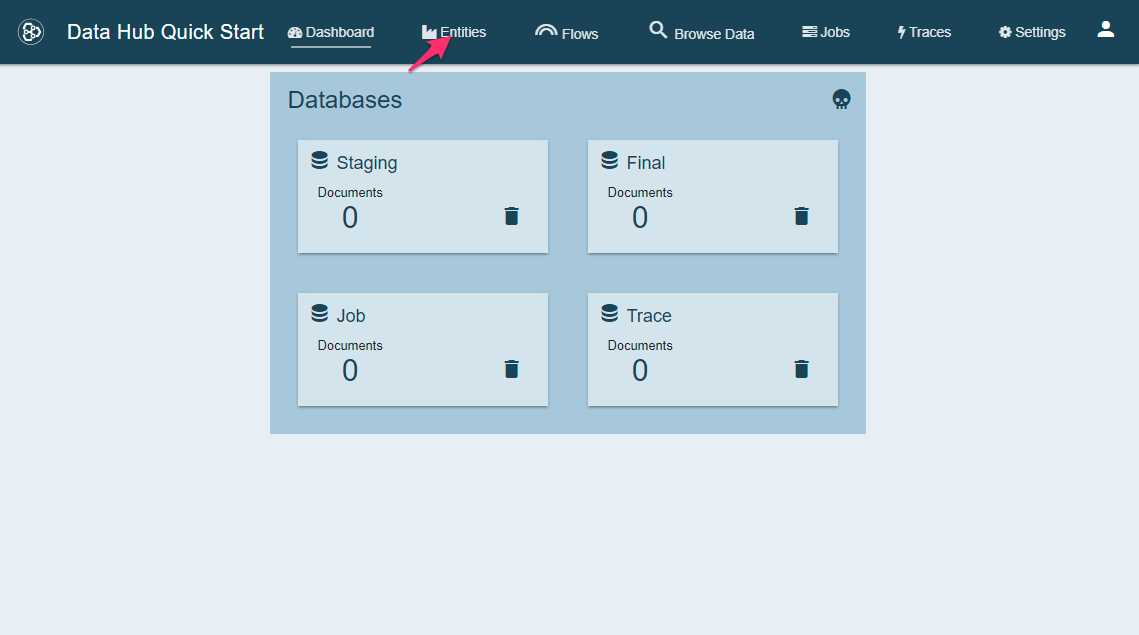 Data Hub Quick Start Dashboard Entities Flows Browse Data Jobs Traces Settings
Databases
Staging
Documents
0
Final
Documents
0
Job
Documents
0
Trace
Documents
0